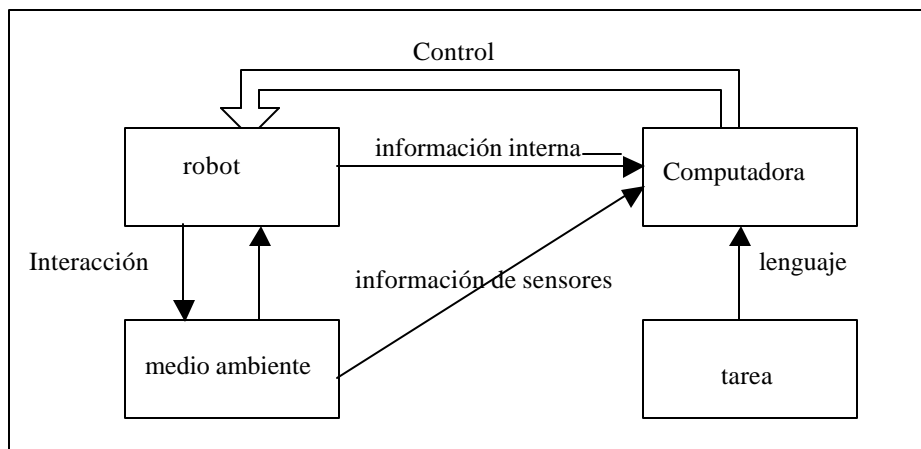 Control
robot
información interna
Computadora
Interacción
información de sensores
lenguaje
medio ambiente
tarea